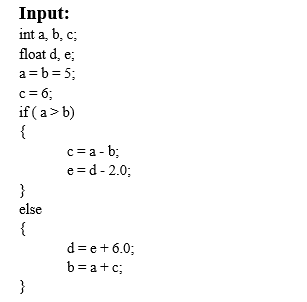 Input:
int a, b, c;
float d, e;
a = b = 5;
c = 6;
if ( a > b)
{
c = a - b;
e = d - 2.0;
}
else
{
d = e + 6.0;
b = a + c;
}